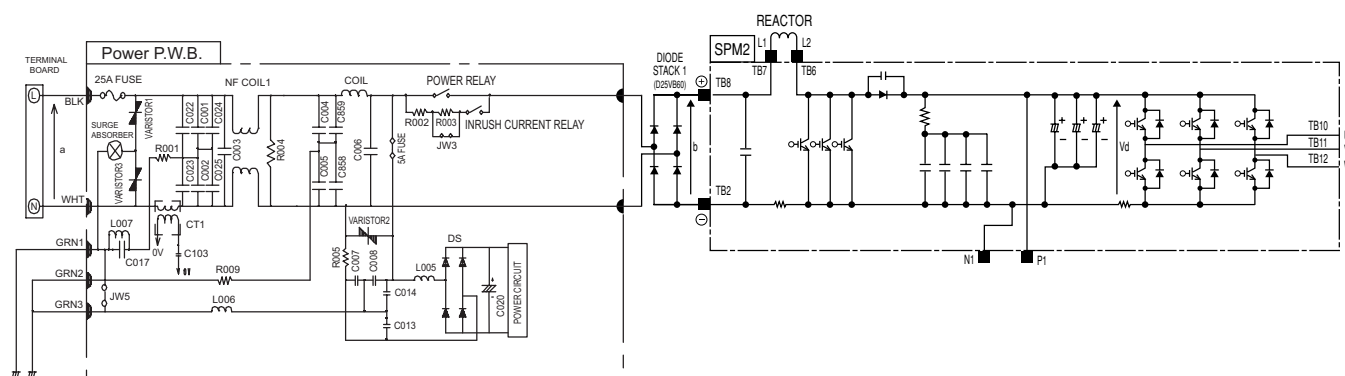 REACTOR
Power P.W.B.
SPM2
L1
L2
TERMINAL
BOARD
DIODE
STACK 1
(D25VB60)
TB7
TB6
25A FUSE
NF COIL1
COIL
POWER RELAY
TB8
L
BLK
VARISTOR1
C022
C001
C024
C004
C859
R002
R003
INRUSH CURRENT RELAY
SURGE
ABSORBER
R001
JW3
TB10
a
C003
R004
C006
5A FUSE
b
Vd
TB11
VARISTOR3
C023
C002
C025
C005
C858
TB12
WHT
TB2
N
CT1
VARISTOR2
L007
0V
DS
GRN1
C103
R005
C007
C008
N1
P1
C017
0V
L005
GRN2
R009
C014
C020
POWER CIRCUIT
JW5
L006
GRN3
C013